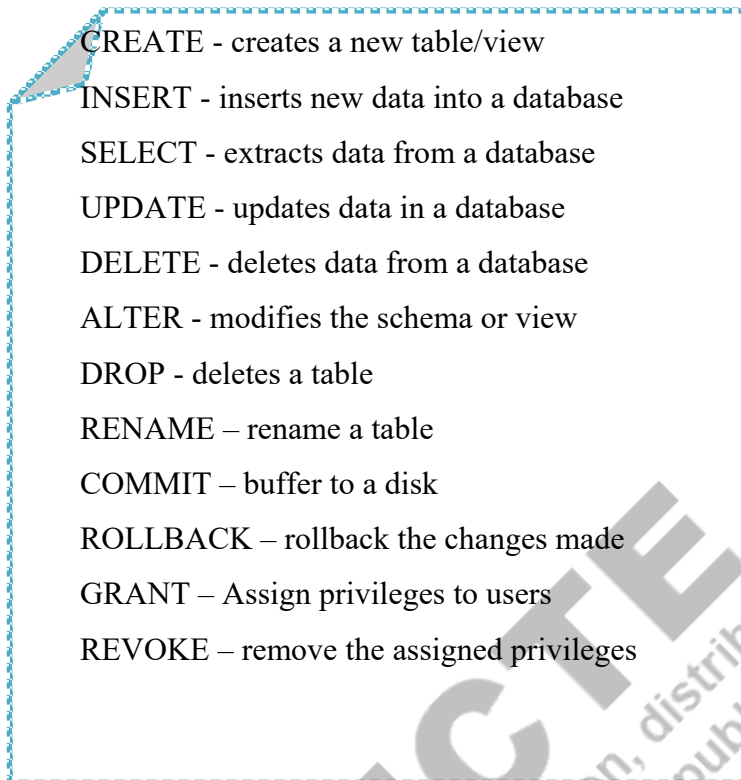 CREATE - creates a new table/view
INSERT - inserts new data into a database
SELECT - extracts data from a database
UPDATE - updates data in a database
DELETE - deletes data from a database
ALTER - modifies the schema or view
DROP - deletes a table
RENAME – rename a table
COMMIT – buffer to a disk
ROLLBACK – rollback the changes made
GRANT – Assign privileges to users
REVOKE – remove the assigned privileges